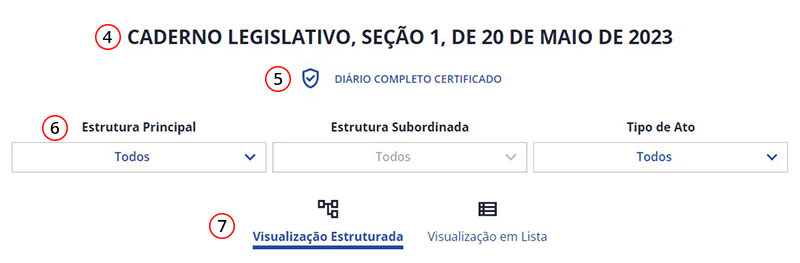 4 CADERNO LEGISLATIVO, SEÇÃO 1, DE 20 DE MAIO DE 2023
5 DIÁRIO COMPLETO CERTIFICADO
6 Estrutura Principal Estrutura Subordinada Tipo de Ato
Todos Todos Todos
7 Visualização Estruturada Visualização em Lista